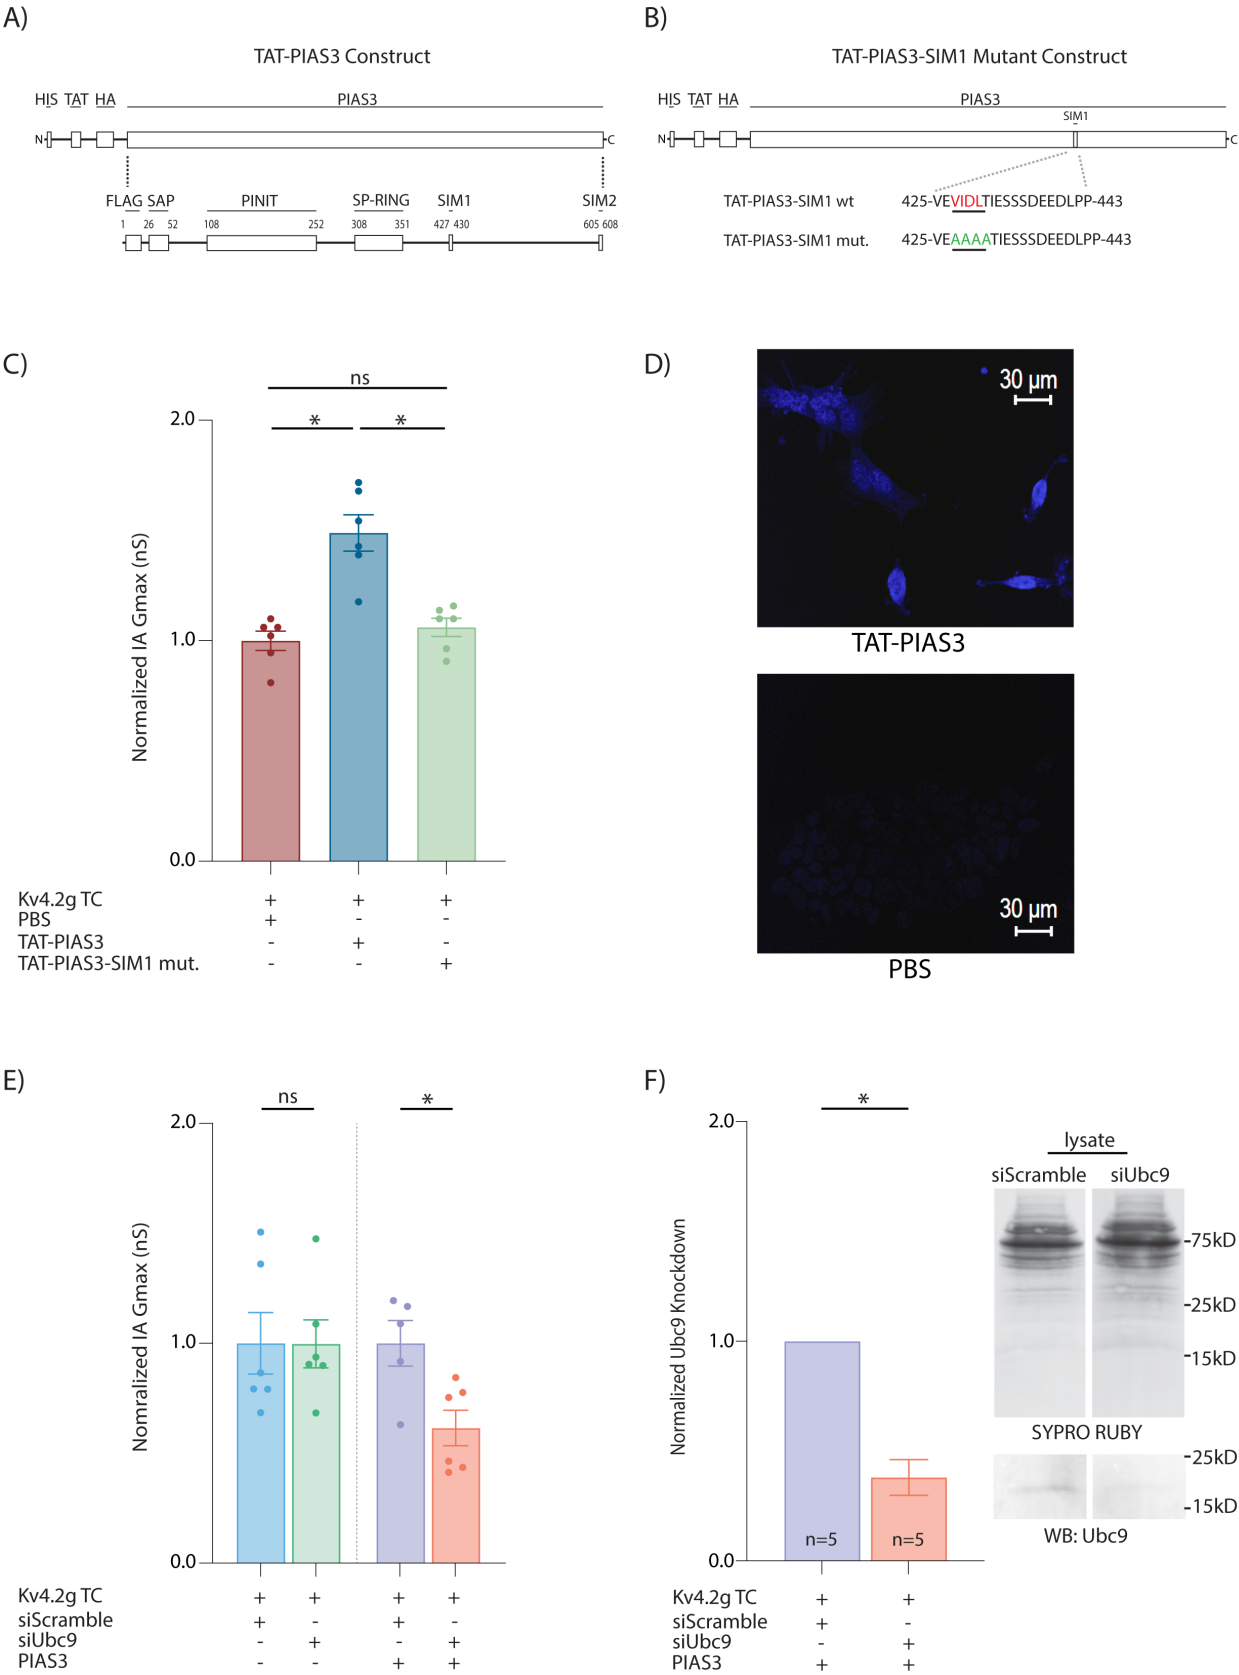 A)
TAT-PIAS3 Construct
HIS TAT HA PIAS3
N C
FLAG SAP PINIT SP-RING SIM1 SIM2
1 26 52 108 252 308 351 427 430 605 608
B)
TAT-PIAS3-SIM1 Mutant Construct
HIS TAT HA PIAS3
SIM1
N C
TAT-PIAS3-SIM1 wt 425-VEVIDLTIESSSDEEDLPP-443
TAT-PIAS3-SIM1 mut. 425-VEAAAATIESSSDEEDLPP-443
C)
ns
* *
2.0
1.0
0.0
Normalized IA Gmax (nS)
Kv4.2g TC + + +
PBS + - -
TAT-PIAS3 - + -
TAT-PIAS3-SIM1 mut. - - +
D)
30 µm
TAT-PIAS3
30 µm
PBS
E)
ns *
2.0
1.0
0.0
Nomralized IA Gmax (nS)
Kv4.2g TC + + + +
siScramble + - + -
siUbc9 - + - +
PIAS3 - - + +
F)
*
2.0
1.0
0.0
Normalized Ubc9 Knockdown
n=5 n=5
Kv4.2g TC + +
siScramble + -
siUbc9 - +
PIAS3 + +
lysate
siScramble siUbc9
-75kD
-25kD
-15kD
SYPRO RUBY
-25kD
-15kD
WB: Ubc9